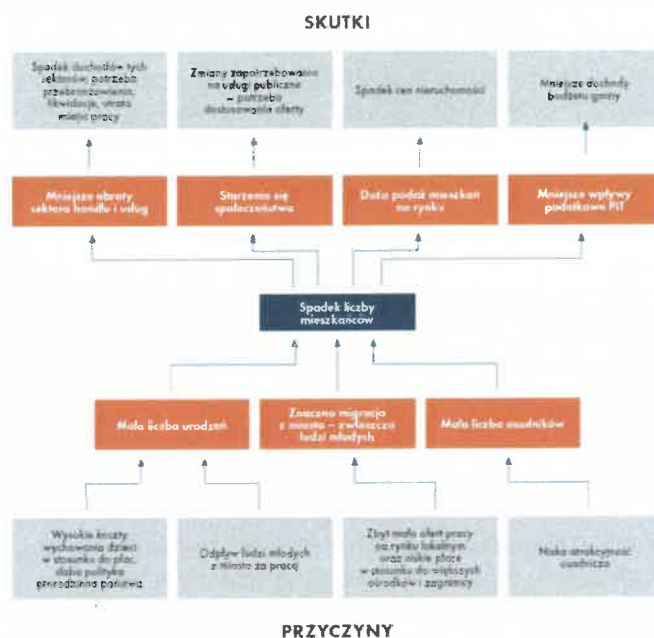 SKUTKI
Spadek dochodów tych
sektorów, potrzeba
przebranżowienia,
likwidacje, utrata
miejsc pracy
Zmiany zapotrzebowania
na usługi publiczne
– potrzeba
dostosowania oferty
Spadek cen nieruchomości
Mniejsze dochody
budżetu gminy
Mniejsze obroty
sektora handlu i usług
Starzenie się
społeczeństwa
Duża podaż mieszkań
na rynku
Mniejsze wpływy
podatkowe PIT
Spadek liczby
mieszkańców
Mała liczba urodzeń
Znaczna migracja
z miasta – zwłaszcza
ludzi młodych
Mała liczba osadników
Wysokie koszty
wychowania dzieci
w stosunku do płac,
słaba polityka
prorodzinna państwa
Odpływ ludzi młodych
z miasta za pracą
Zbyt mało ofert pracy
na rynku lokalnym
oraz niskie płace
w stosunku do większych
ośrodków i zagranicy
Niska atrakcyjność
osadnicza
PRZYCZYNY